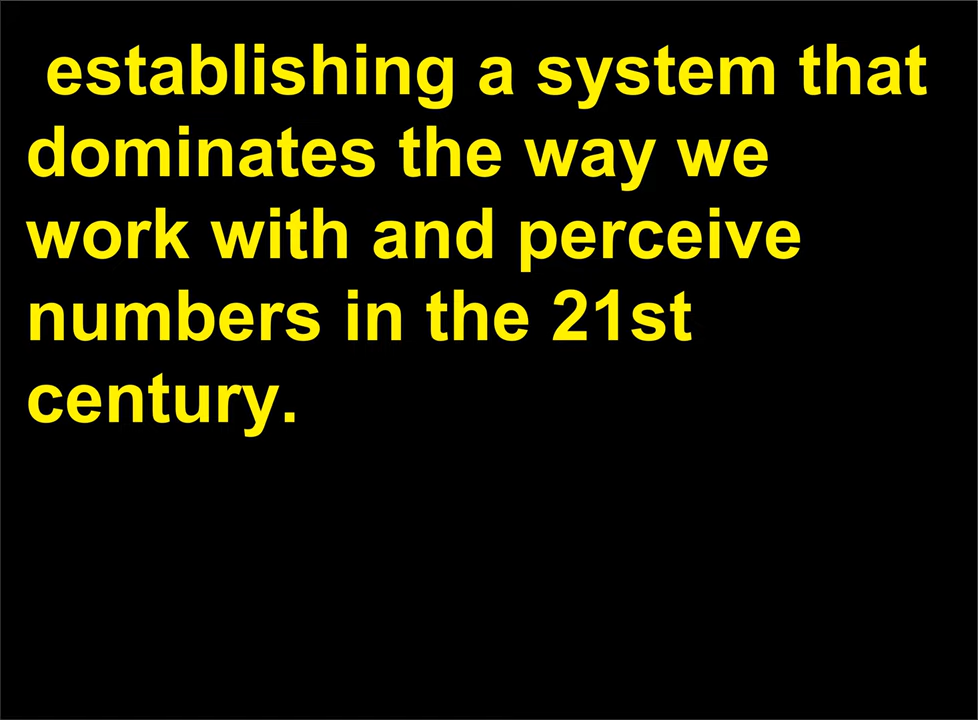 establishing a system that
dominates the way we
work with and perceive
numbers in the 21st
century.